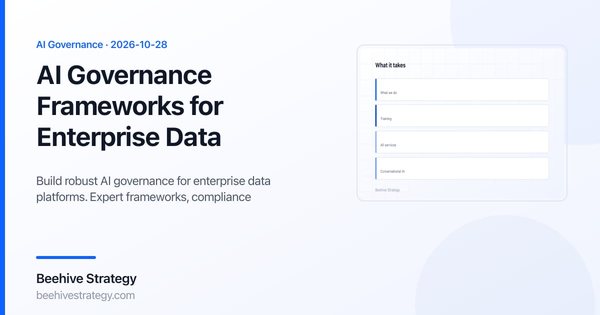 AI Governance · 2026-10-28
AI Governance
Frameworks for
Enterprise Data
Build robust AI governance for enterprise data
platforms. Expert frameworks, compliance
Beehive Strategy
beehivestrategy.com
What it takes
What we do
Training
All services
Conversational AI
Beehive Strategy